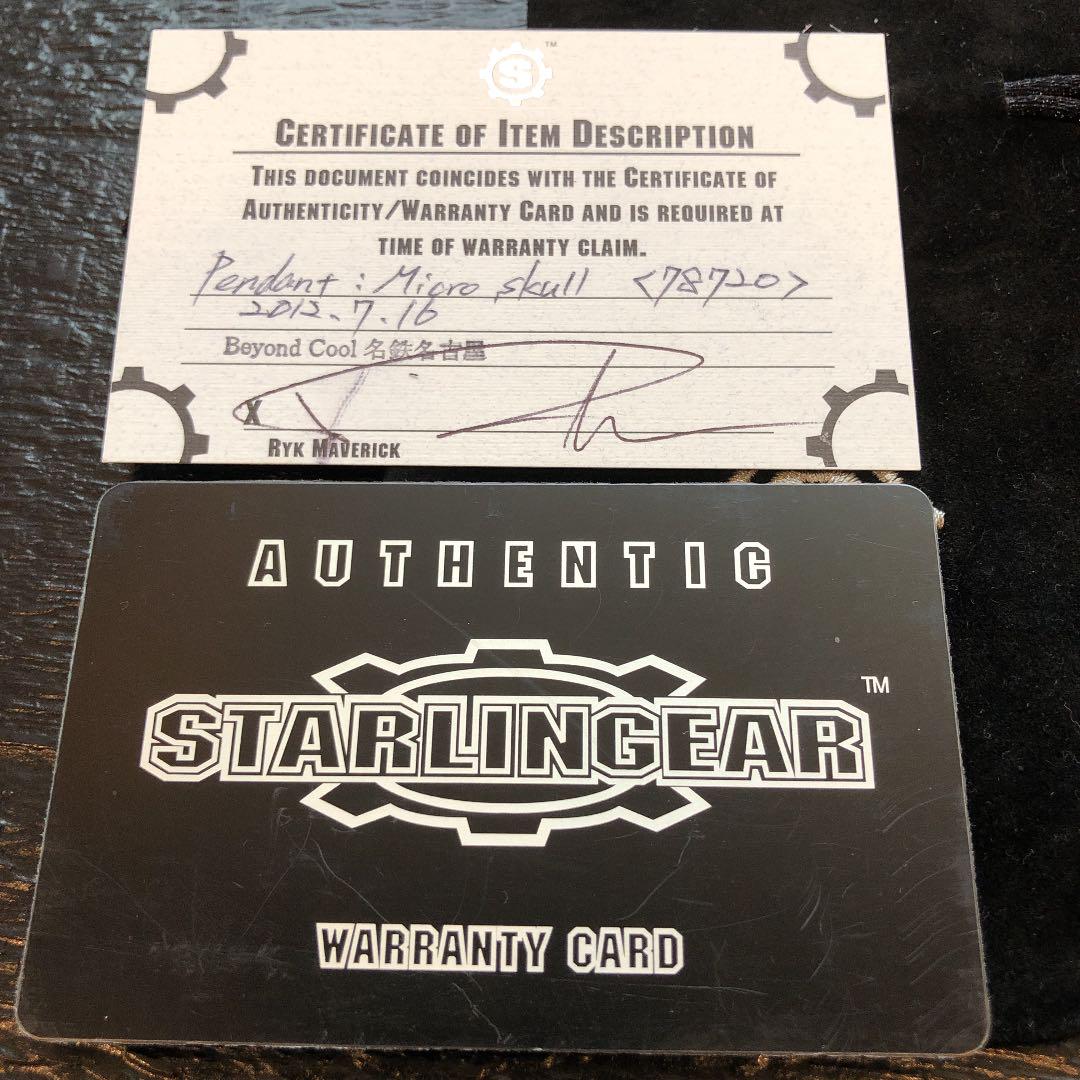 S ™
CERTIFICATE OF ITEM DESCRIPTION
THIS DOCUMENT COINCIDES WITH THE CERTIFICATE OF
AUTHENTICITY/WARRANTY CARD AND IS REQUIRED AT
TIME OF WARRANTY CLAIM.
Pendant : Micro skull <78720>
2012.7.16
Beyond Cool 名鉄名古屋
X
RYK MAVERICK
AUTHENTIC
STARLINGEAR ™
WARRANTY CARD